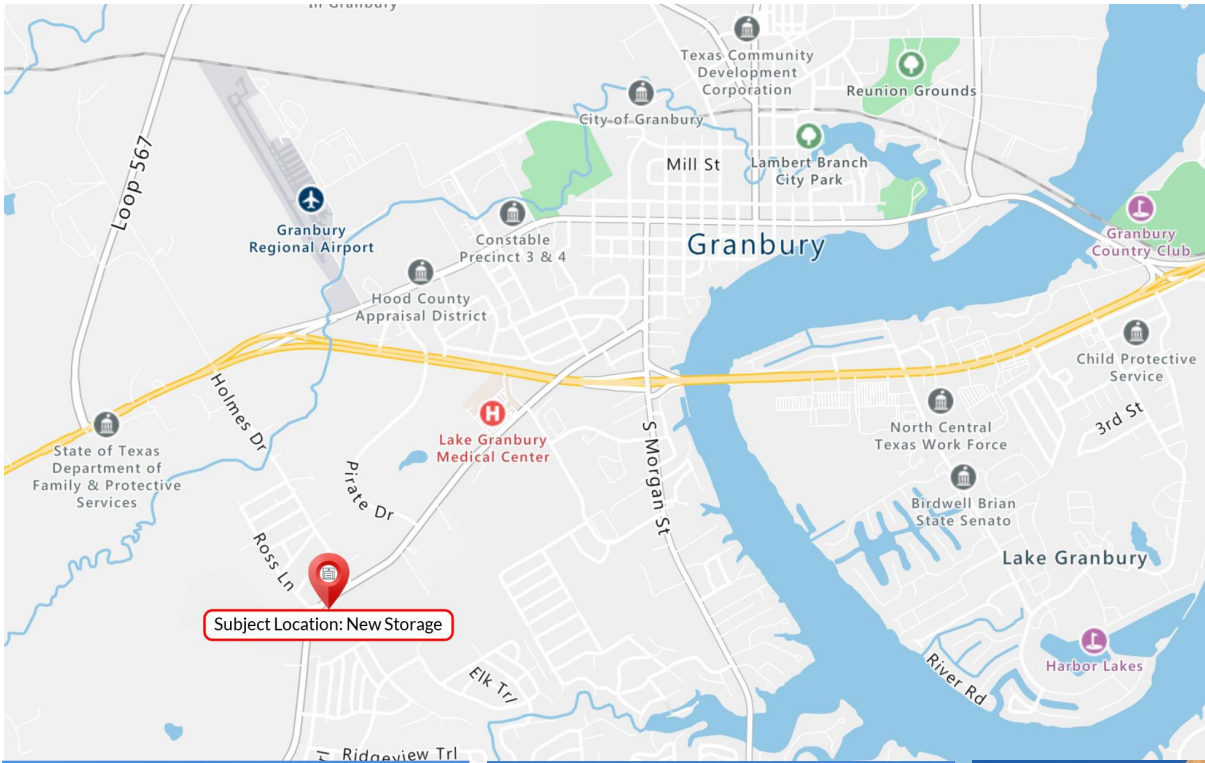 in Granbury
Texas Community
Development
Corporation
Reunion Grounds
City of Granbury
Loop 567
Mill St
Lambert Branch
City Park
Granbury
Regional Airport
Constable
Precinct 3 & 4
Granbury
Granbury
Country Club
Hood County
Appraisal District
Child Protective
Service
Holmes Dr
State of Texas
Department of
Family & Protective
Services
Lake Granbury
Medical Center
H
North Central
Texas Work Force
3rd St
Pirate Dr
S Morgan St
Birdwell Brian
State Senato
Ross Ln
Lake Granbury
Subject Location: New Storage
Harbor Lakes
River Rd
Elk Trl
Ridgeview Trl